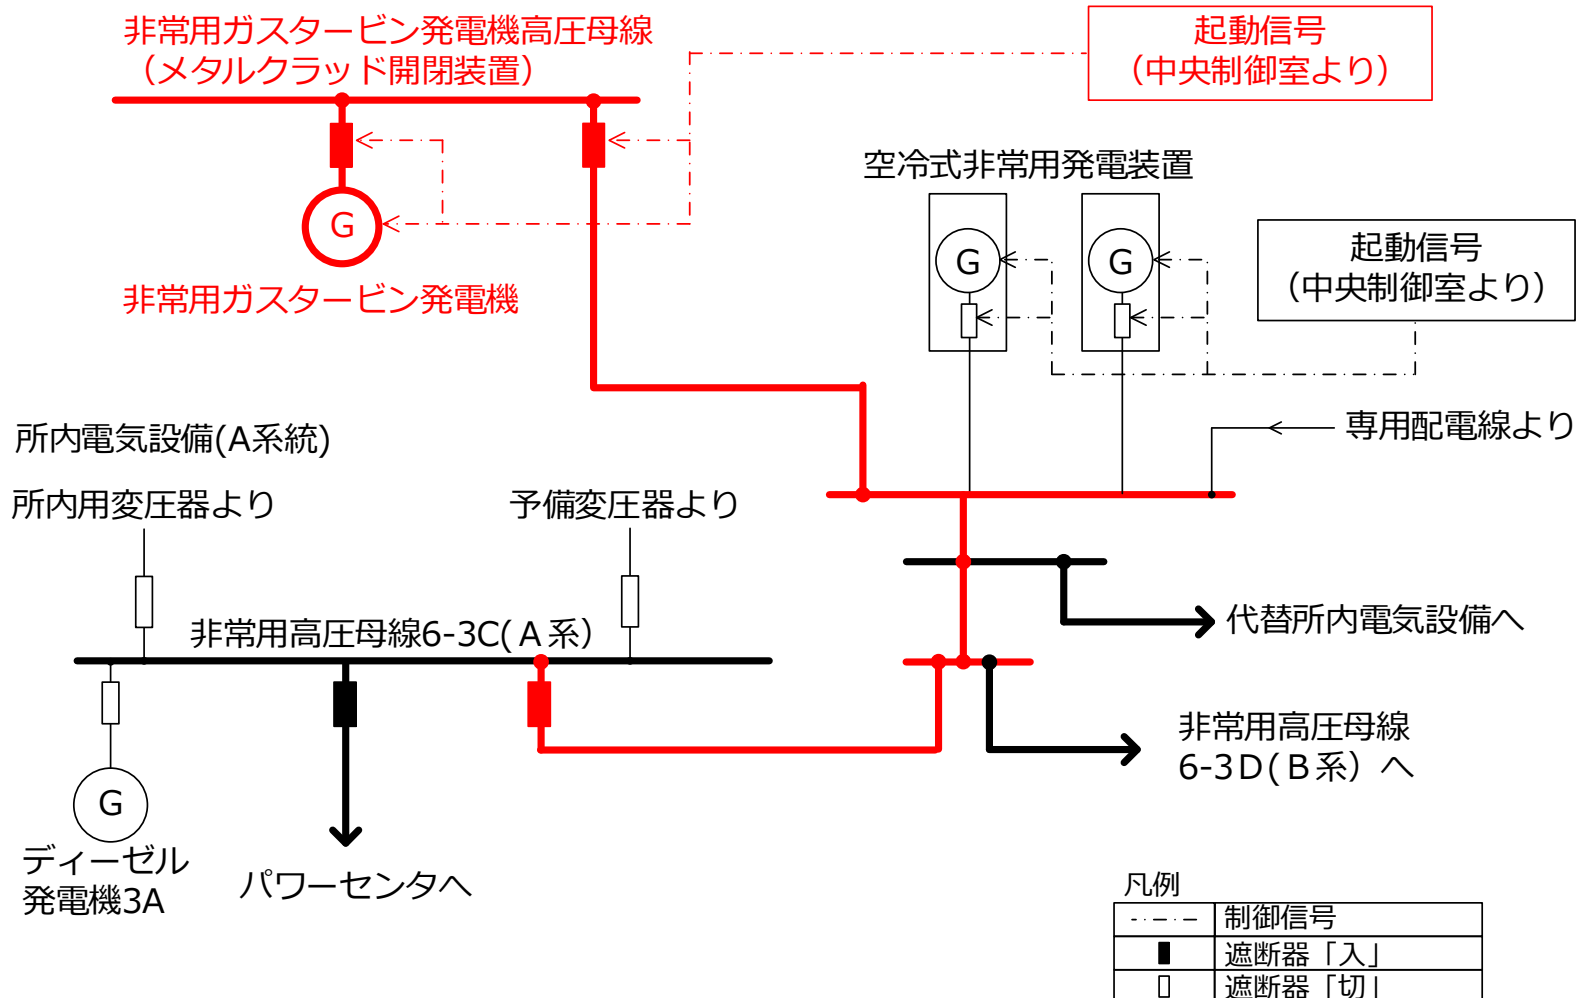 非常用ガスタービン発電機高圧母線
（メタルクラッド開閉装置）
起動信号
（中央制御室より）
空冷式非常用発電装置
G
G
G
起動信号
（中央制御室より）
非常用ガスタービン発電機
専用配電線より
所内電気設備(A系統)
所内用変圧器より
予備変圧器より
代替所内電気設備へ
非常用高圧母線6-3C(Ａ系）
非常用高圧母線
6-3Ｄ(Ｂ系）へ
G
ディーゼル
発電機3A
パワーセンタへ
凡例
制御信号
遮断器「入」
遮断器「切」